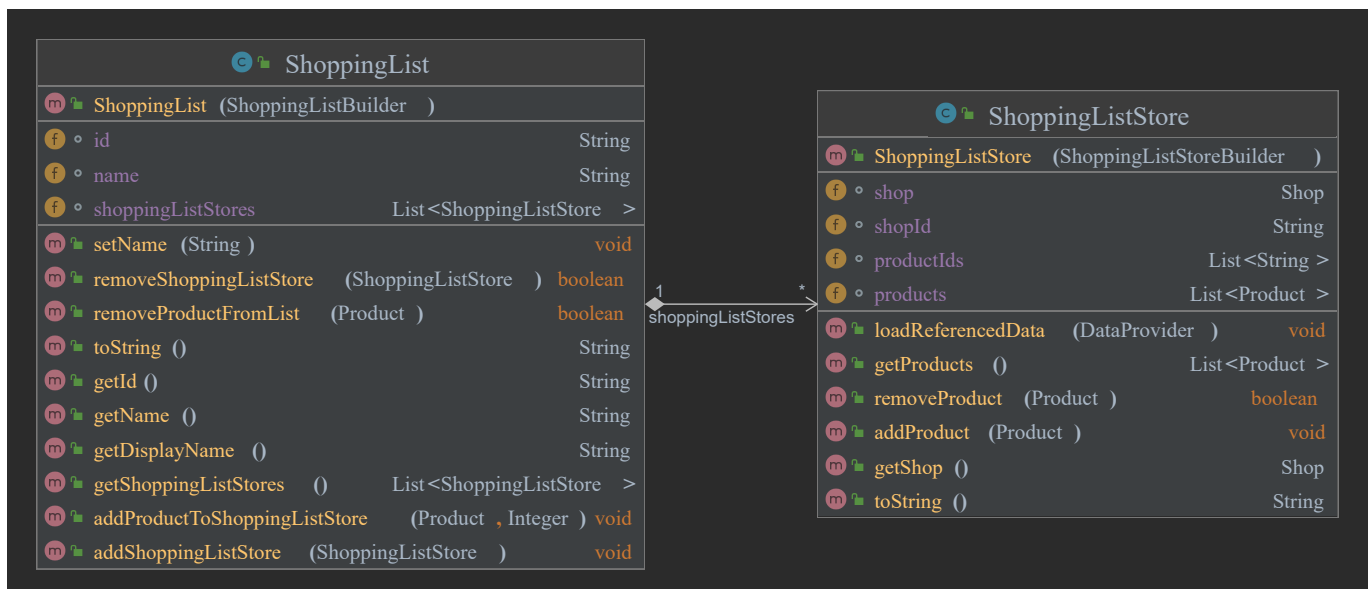 ShoppingList
ShoppingList (ShoppingListBuilder )
id String
name String
shoppingListStores List<ShoppingListStore >
setName (String ) void
removeShoppingListStore (ShoppingListStore ) boolean
removeProductFromList (Product ) boolean
toString () String
getId () String
getName () String
getDisplayName () String
getShoppingListStores () List<ShoppingListStore >
addProductToShoppingListStore (Product , Integer ) void
addShoppingListStore (ShoppingListStore ) void
1 *
shoppingListStores
ShoppingListStore
ShoppingListStore (ShoppingListStoreBuilder )
shop Shop
shopId String
productIds List<String >
products List<Product >
loadReferencedData (DataProvider ) void
getProducts () List<Product >
removeProduct (Product ) boolean
addProduct (Product ) void
getShop () Shop
toString () String